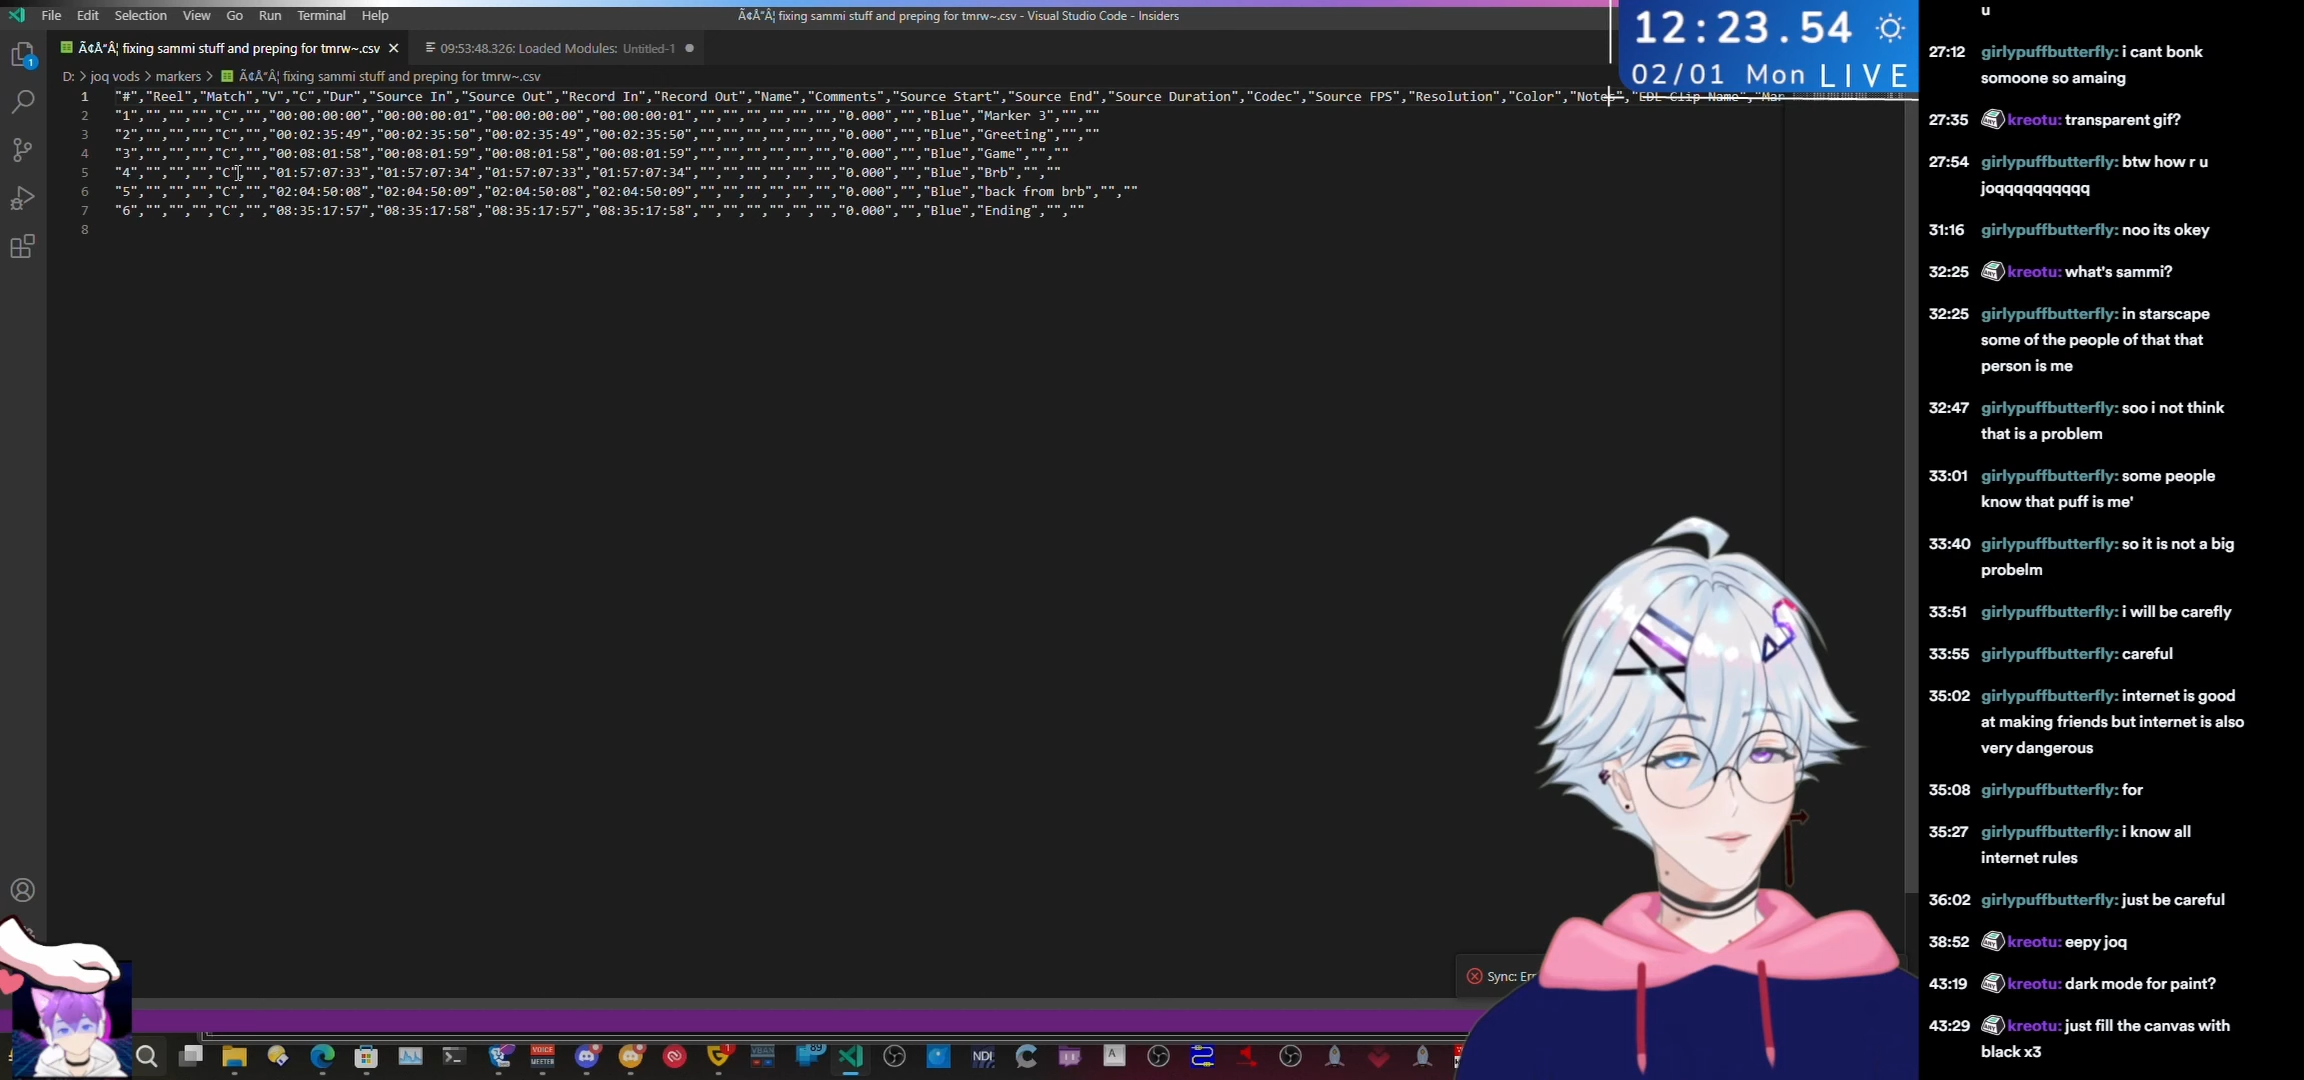 File Edit Selection View Go Run Terminal Help
Ã¢Å“Â¦ fixing sammi stuff and preping for tmrw~.csv - Visual Studio Code - Insiders
Ã¢Å“Â¦ fixing sammi stuff and preping for tmrw~.csv
09:53:48.326: Loaded Modules: Untitled-1
D: > joq vods > markers > Ã¢Å“Â¦ fixing sammi stuff and preping for tmrw~.csv
1 "#","Reel","Match","V","C","Dur","Source In","Source Out","Record In","Record Out","Name","Comments","Source Start","Source End","Source Duration","Codec","Source FPS","Resolution","Color","Notes","EDL Clip Name","Mar
2 "1","","","","C","","00:00:00:00","00:00:00:01","00:00:00:00","00:00:00:01","","","","","","","0.000","","Blue","Marker 3","",""
3 "2","","","","C","","00:02:35:49","00:02:35:50","00:02:35:49","00:02:35:50","","","","","","","0.000","","Blue","Greeting","",""
4 "3","","","","C","","00:08:01:58","00:08:01:59","00:08:01:58","00:08:01:59","","","","","","","0.000","","Blue","Game","",""
5 "4","","","","C","","01:57:07:33","01:57:07:34","01:57:07:33","01:57:07:34","","","","","","","0.000","","Blue","Brb","",""
6 "5","","","","C","","02:04:50:08","02:04:50:09","02:04:50:08","02:04:50:09","","","","","","","0.000","","Blue","back from brb","",""
7 "6","","","","C","","08:35:17:57","08:35:17:58","08:35:17:57","08:35:17:58","","","","","","","0.000","","Blue","Ending","",""
8
12:23.54
02/01 Mon LIVE
1
Sync: Err
VOICE
MEETER
1
VBAN
89
NDI
A
u
27:12 girlypuffbutterfly: i cant bonk
somoone so amaing
27:35 kreotu: transparent gif?
27:54 girlypuffbutterfly: btw how r u
joqqqqqqqqqq
31:16 girlypuffbutterfly: noo its okey
32:25 kreotu: what's sammi?
32:25 girlypuffbutterfly: in starscape
some of the people of that that
person is me
32:47 girlypuffbutterfly: soo i not think
that is a problem
33:01 girlypuffbutterfly: some people
know that puff is me'
33:40 girlypuffbutterfly: so it is not a big
probelm
33:51 girlypuffbutterfly: i will be carefly
33:55 girlypuffbutterfly: careful
35:02 girlypuffbutterfly: internet is good
at making friends but internet is also
very dangerous
35:08 girlypuffbutterfly: for
35:27 girlypuffbutterfly: i know all
internet rules
36:02 girlypuffbutterfly: just be careful
38:52 kreotu: eepy joq
43:19 kreotu: dark mode for paint?
43:29 kreotu: just fill the canvas with
black x3